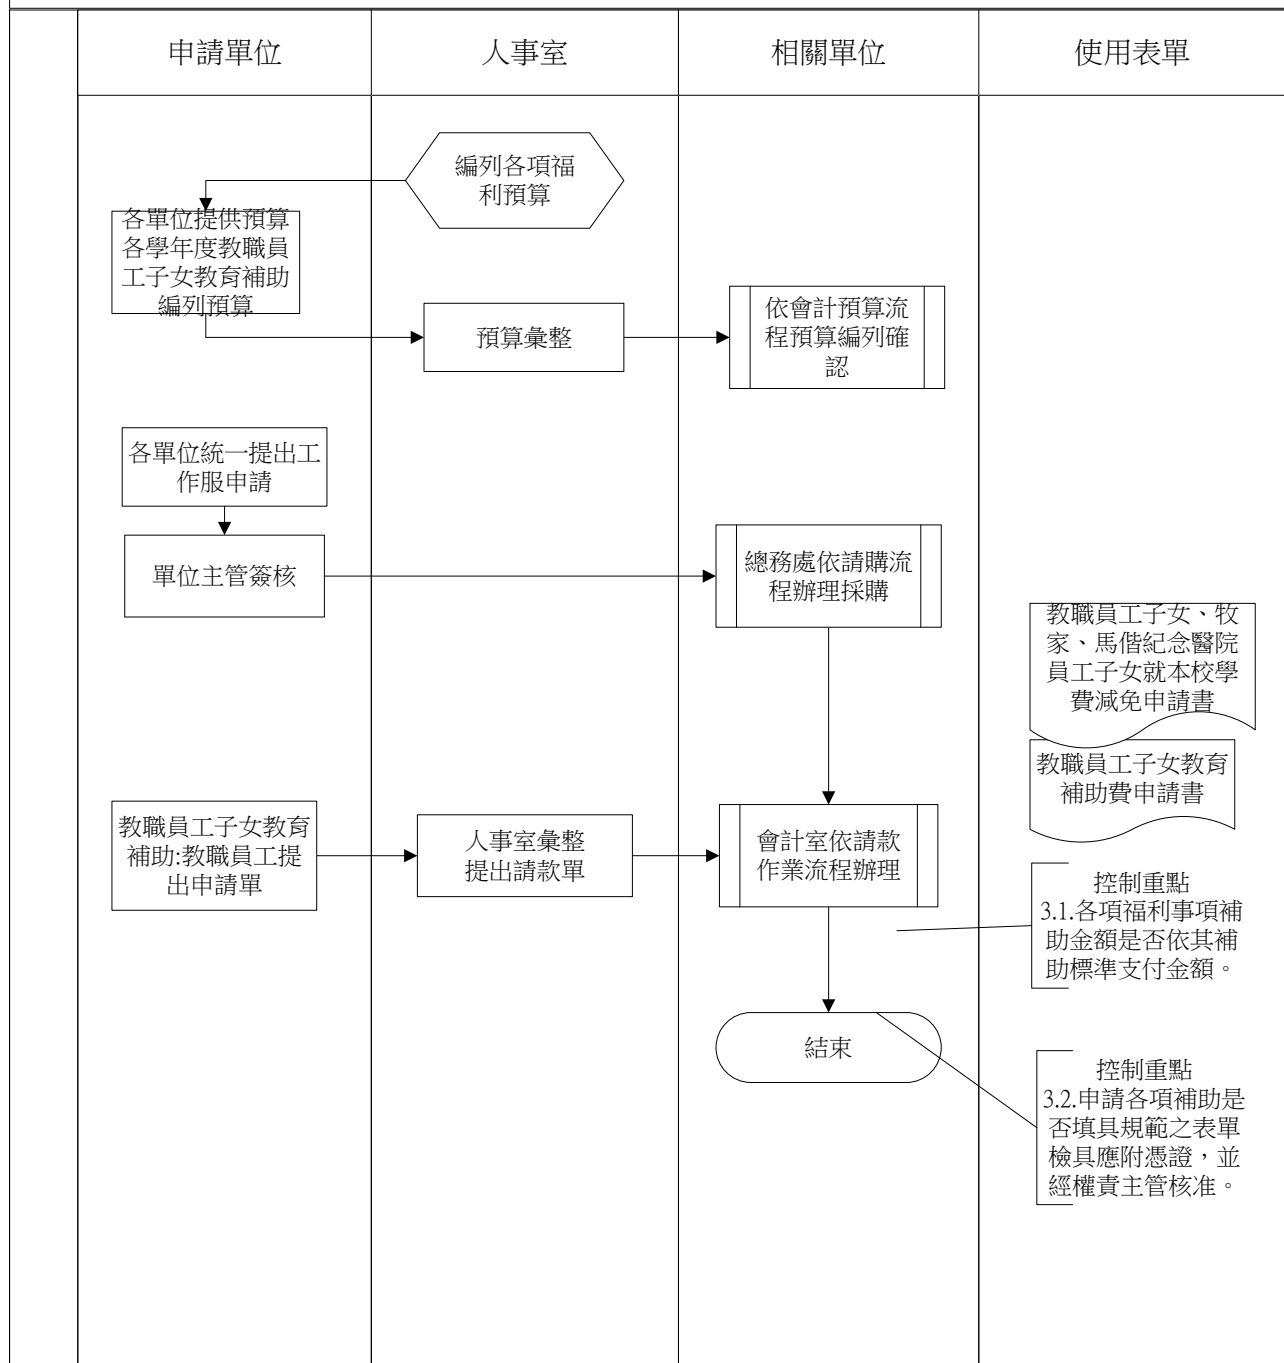 申請單位
人事室
相關單位
使用表單
編列各項福
利預算
各單位提供預算
各學年度教職員
工子女教育補助
編列預算
預算彙整
依會計預算流
程預算編列確
認
各單位統一提出工
作服申請
單位主管簽核
總務處依請購流
程辦理採購
教職員工子女、牧
家、馬偕紀念醫院
員工子女就本校學
費減免申請書
教職員工子女教育
補助費申請書
教職員工子女教育
補助:教職員工提
出申請單
人事室彙整
提出請款單
會計室依請款
作業流程辦理
控制重點
3.1.各項福利事項補
助金額是否依其補
助標準支付金額。
結束
控制重點
3.2.申請各項補助是
否填具規範之表單
檢具應附憑證，並
經權責主管核准。